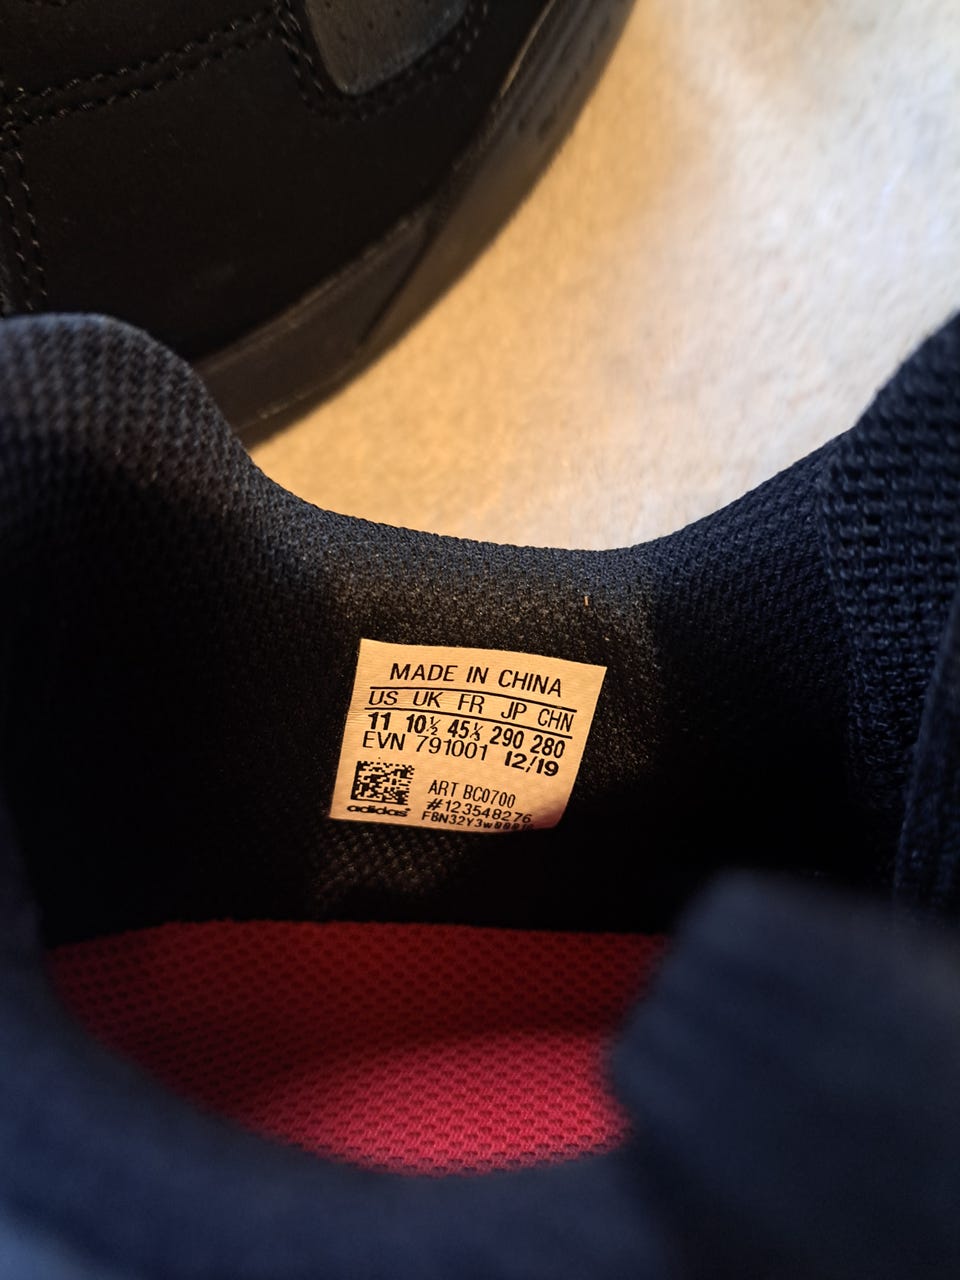 MADE IN CHINA
US UK FR JP CHN
11 10½ 45⅓ 290 280
EVN 791001 12/19
ART BC0700
#123548276
adidas